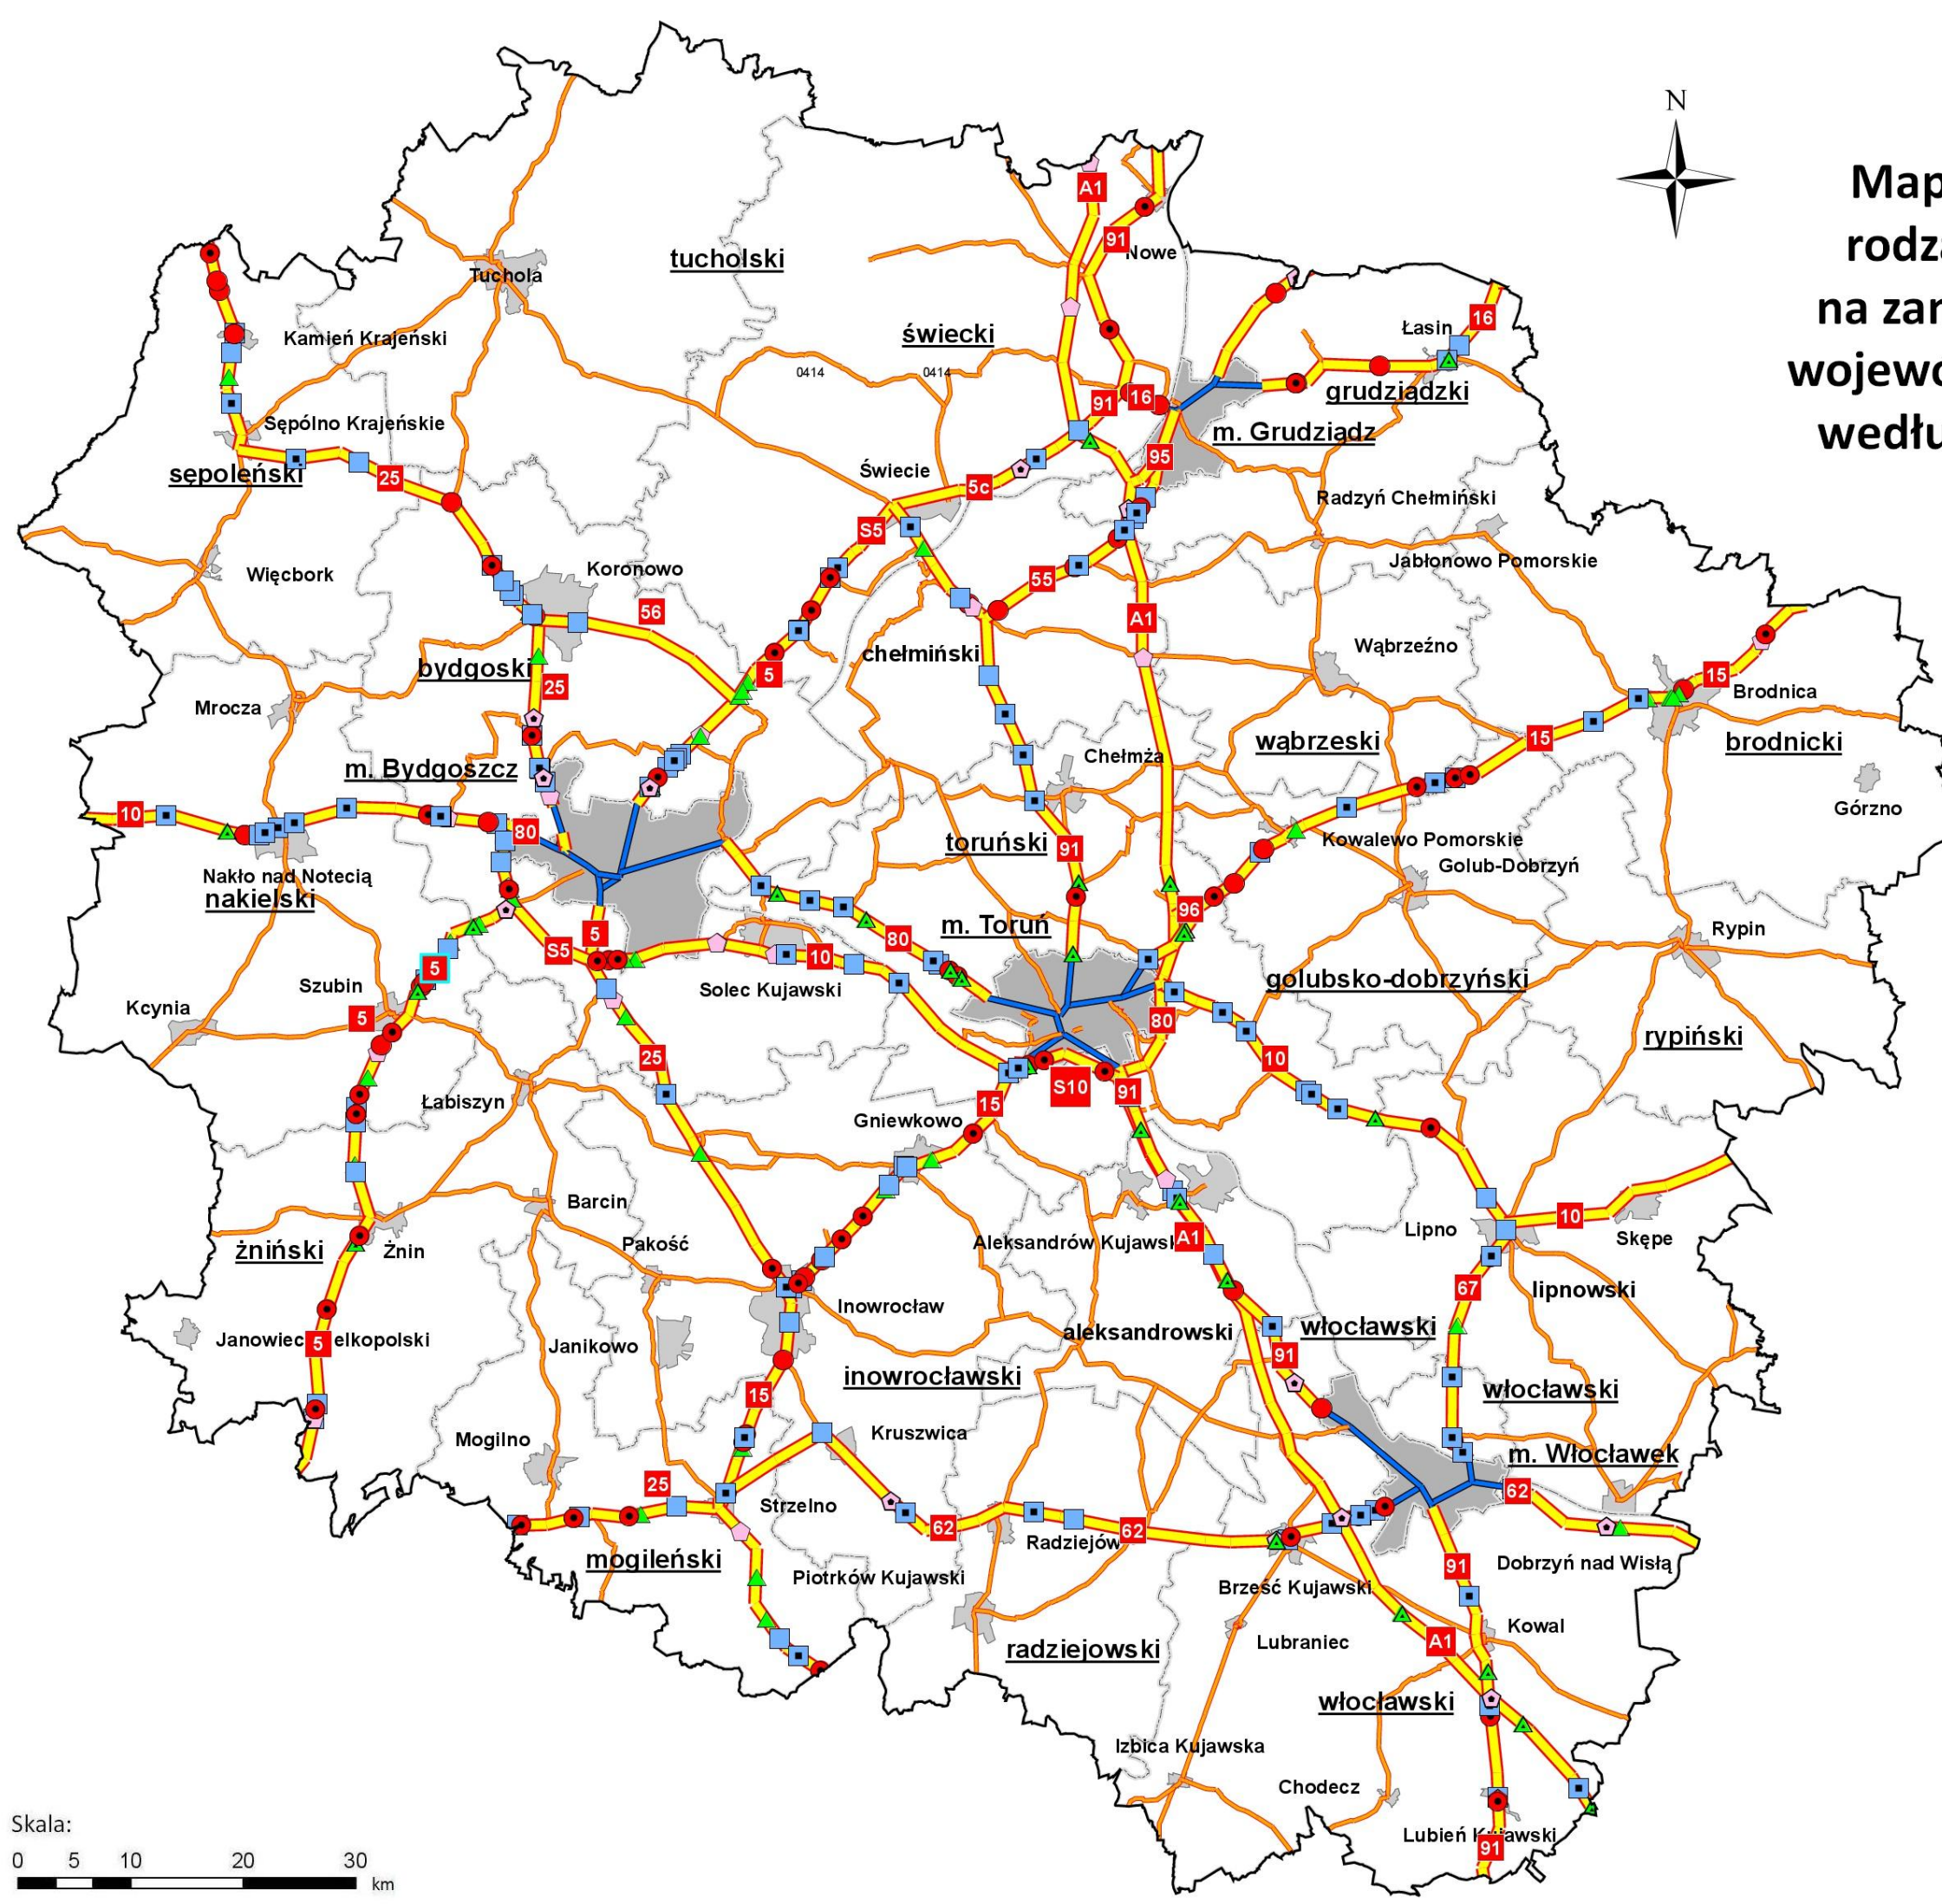 N
Map
rodza
na zar
wojewo
wedłu
A1
91
Nowe
tucholski
Tuchola
świecki
Łasin
16
Kamień Krajeński
0414
0414
91
16
grudziądzki
m. Grudziądz
Sępólno Krajeńskie
sępoleński
25
Świecie
95
5c
S5
Radzyń Chełmiński
Jabłonowo Pomorskie
Więcbork
Koronowo
55
56
A1
Wąbrzeźno
chełmiński
bydgoski
5
25
15
Brodnica
Mrocza
wąbrzeski
15
brodnicki
Chełmża
m. Bydgoszcz
Górzno
10
80
toruński
91
Kowalewo Pomorskie
Golub-Dobrzyń
Nakło nad Notecią
nakielski
96
m. Toruń
Rypin
5
80
S5
10
5
golubsko-dobrzyński
Szubin
Solec Kujawski
Kcynia
5
80
rypiński
25
10
S10
91
15
Łabiszyn
Gniewkowo
Barcin
10
Lipno
Skępe
żniński
Żnin
Pakość
Aleksandrów Kujawsk
A1
67
lipnowski
Inowrocław
Janowiec
5
elkopolski
Janikowo
aleksandrowski
włocławski
91
inowrocławski
15
włocławski
Mogilno
Kruszwica
m. Włocławek
25
Strzelno
62
62
62
Radziejów
mogileński
Piotrków Kujawski
91
Dobrzyń nad Wisłą
Brześć Kujawski
Kowal
radziejowski
Lubraniec
A1
włocławski
Izbica Kujawska
Chodecz
Skala:
Lubień Kujawski
91
0 5 10 20 30
km